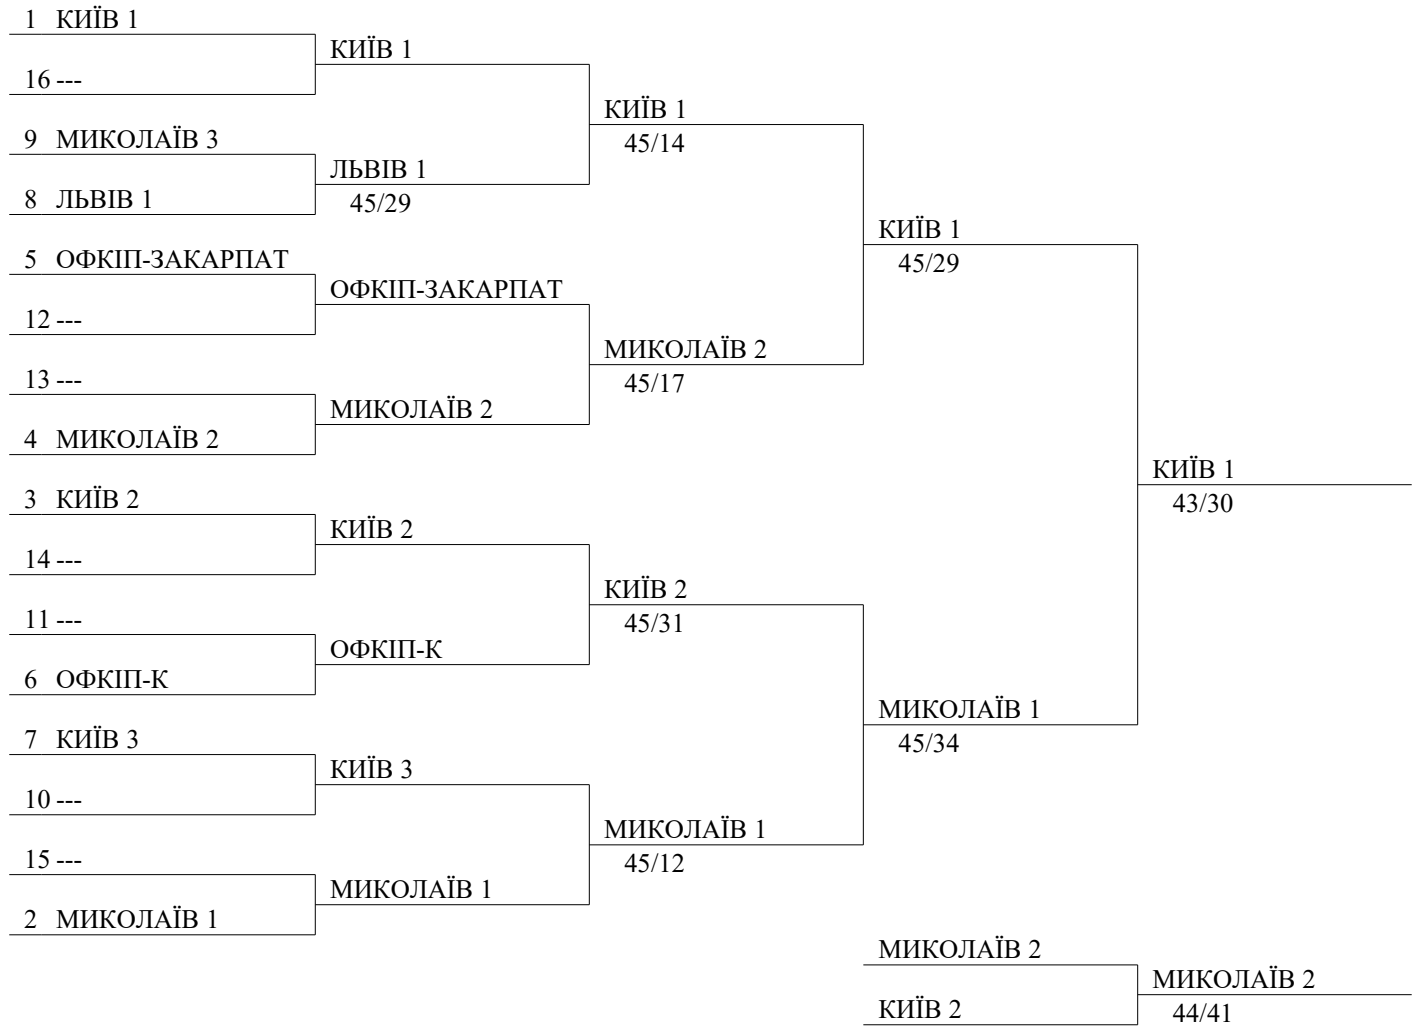 1 КИЇВ 1
КИЇВ 1
16 ---
КИЇВ 1
45/14
9 МИКОЛАЇВ 3
ЛЬВІВ 1
45/29
8 ЛЬВІВ 1
КИЇВ 1
45/29
5 ОФКІП-ЗАКАРПАТ
ОФКІП-ЗАКАРПАТ
12 ---
МИКОЛАЇВ 2
45/17
13 ---
МИКОЛАЇВ 2
4 МИКОЛАЇВ 2
КИЇВ 1
43/30
3 КИЇВ 2
КИЇВ 2
14 ---
КИЇВ 2
45/31
11 ---
ОФКІП-К
6 ОФКІП-К
МИКОЛАЇВ 1
45/34
7 КИЇВ 3
КИЇВ 3
10 ---
МИКОЛАЇВ 1
45/12
15 ---
МИКОЛАЇВ 1
2 МИКОЛАЇВ 1
МИКОЛАЇВ 2
МИКОЛАЇВ 2
44/41
КИЇВ 2